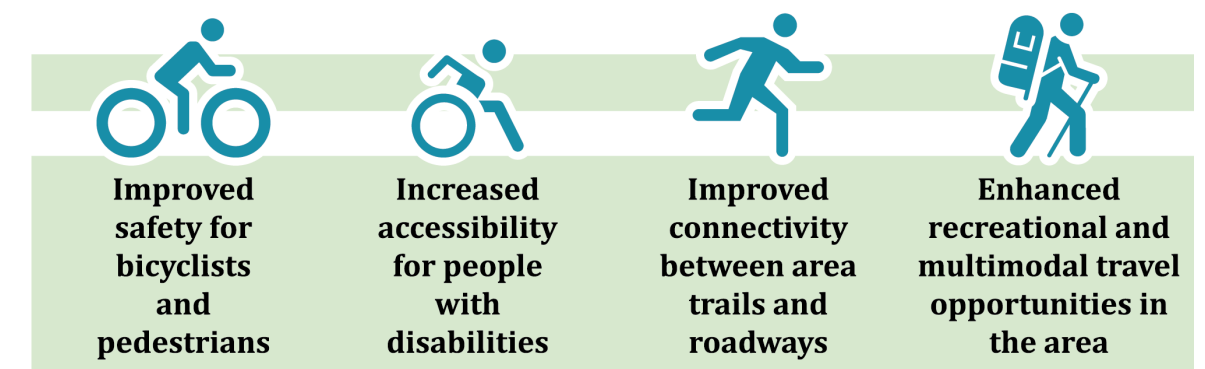 Improved
safety for
bicyclists
and
pedestrians
Increased
accessibility
for people
with
disabilities
Improved
connectivity
between area
trails and
roadways
Enhanced
recreational and
multimodal travel
opportunities in
the area